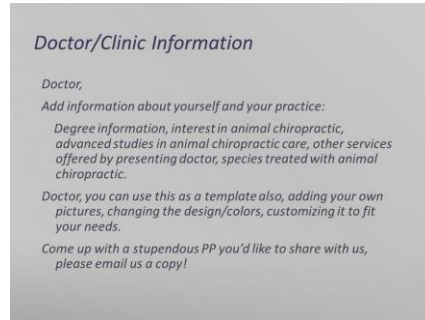 Doctor/Clinic Information
Doctor,
Add information about yourself and your practice:
Degree information, interest in animal chiropractic,
advanced studies in animal chiropractic care, other services
offered by presenting doctor, species treated with animal
chiropractic.
Doctor, you can use this as a template also, adding your own
pictures, changing the design/colors, customizing it to fit
your needs.
Come up with a stupendous PP you’d like to share with us,
please email us a copy!